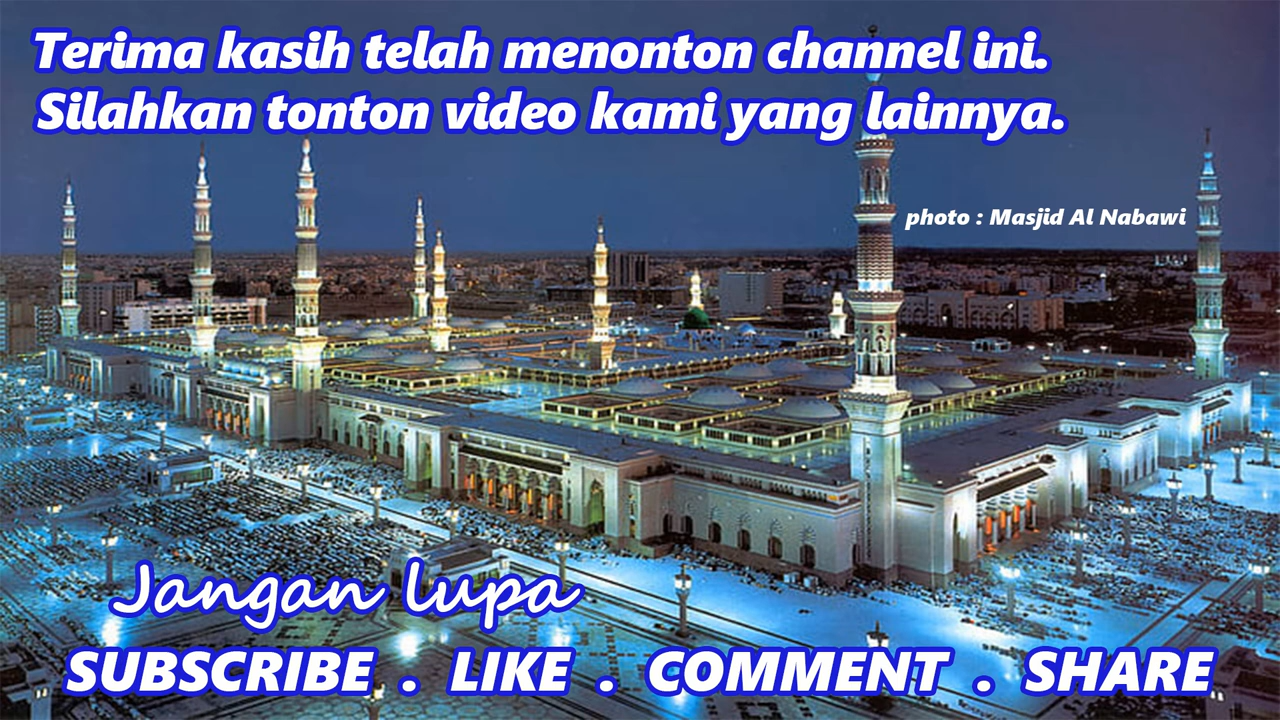 Terima kasih telah menonton channel ini.
Silahkan tonton video kami yang lainnya.
photo : Masjid Al Nabawi
Jangan lupa
SUBSCRIBE . LIKE . COMMENT . SHARE